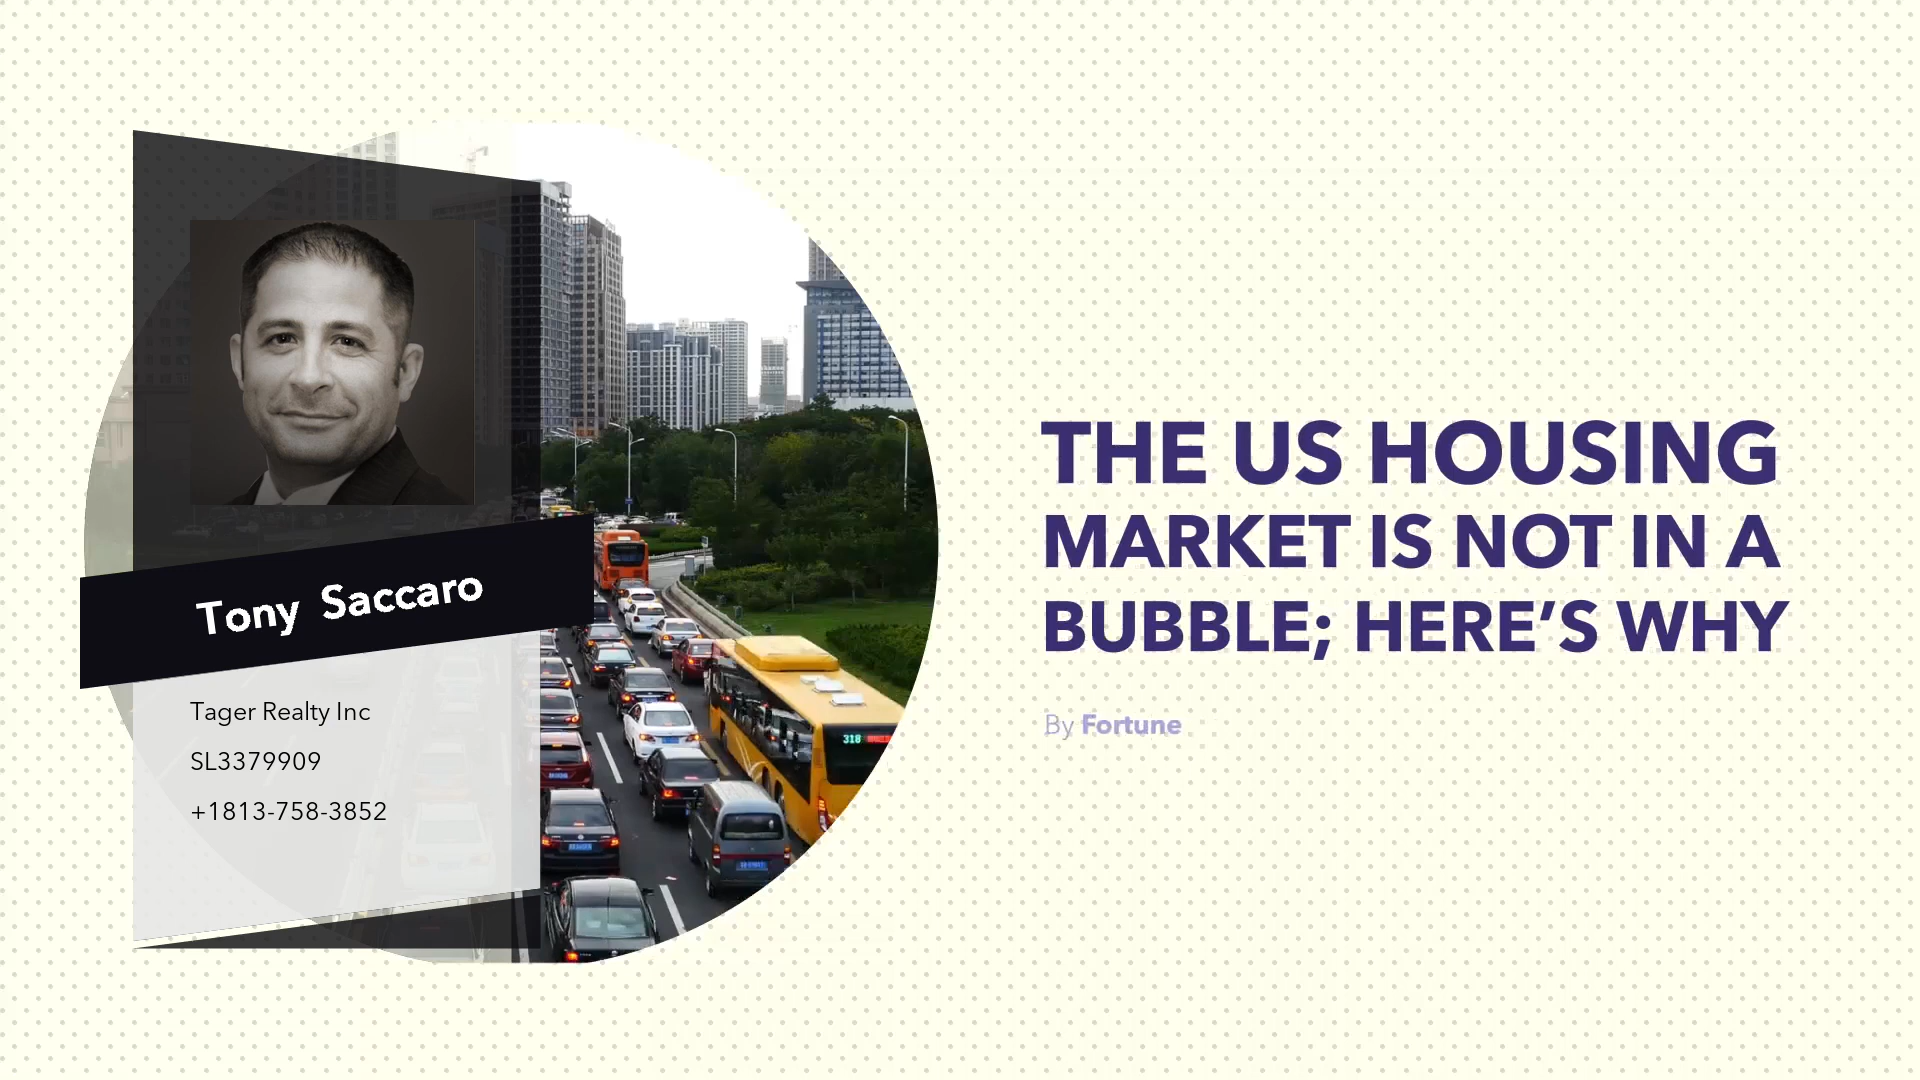 Tony Saccaro
Tager Realty Inc
SL3379909
+1813-758-3852
THE US HOUSING
MARKET IS NOT IN A
BUBBLE; HERE’S WHY
By Fortune
318